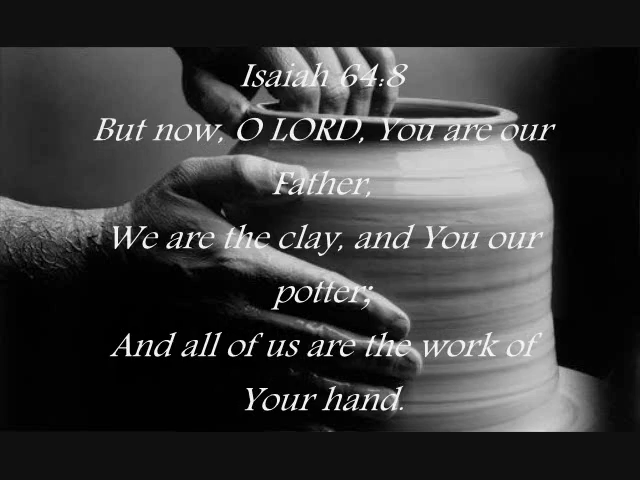 Isaiah 64:8
But now, O LORD, You are our
Father,
We are the clay, and You our
potter;
And all of us are the work of
Your hand.